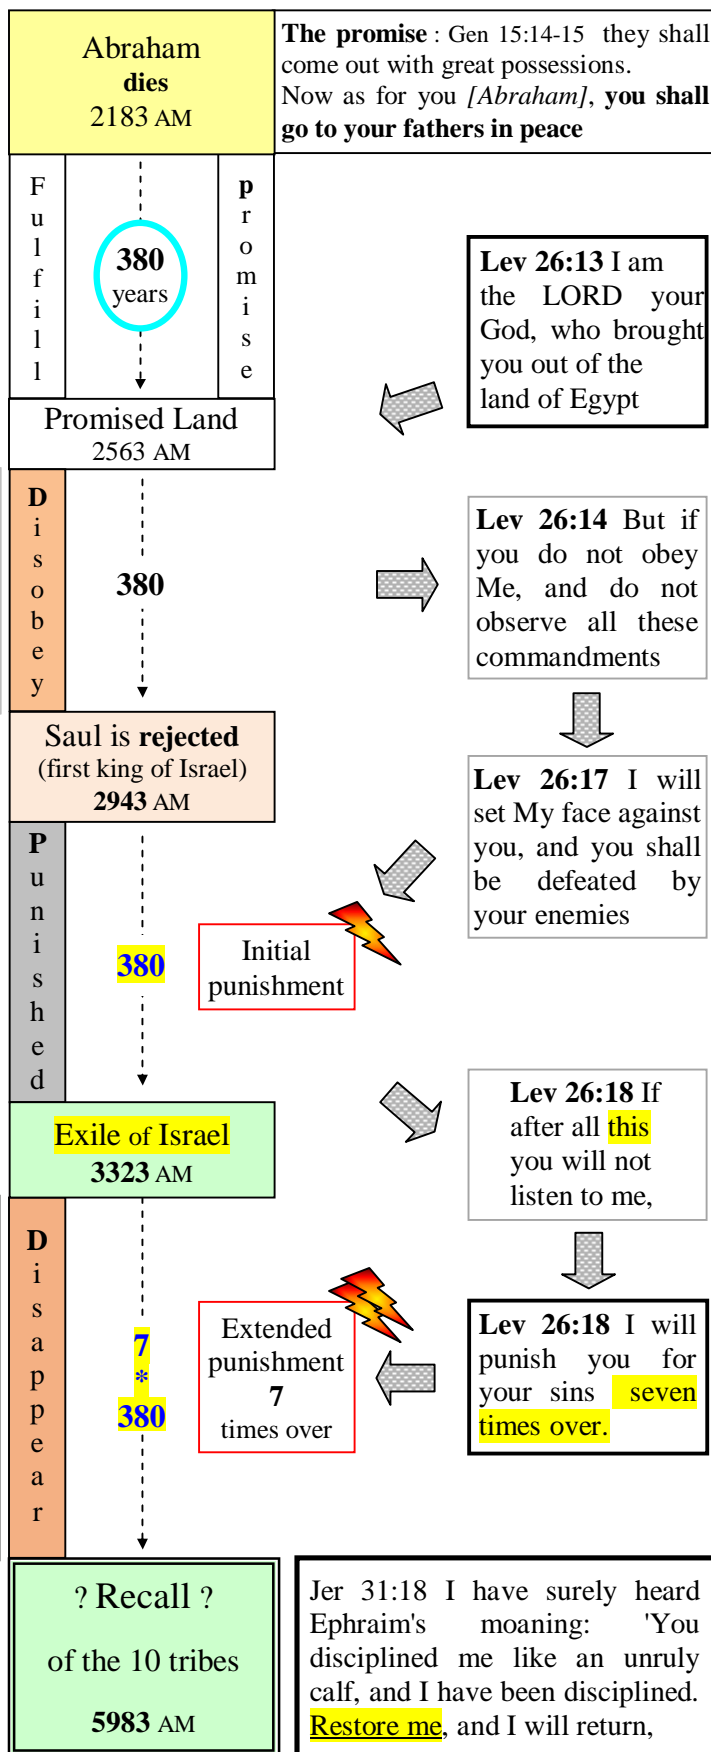 Abraham
dies
2183 AM
The promise : Gen 15:14-15 they shall
come out with great possessions.
Now as for you [Abraham], you shall
go to your fathers in peace
Fulfill
380
years
promise
Lev 26:13 I am
the LORD your
God, who brought
you out of the
land of Egypt
Promised Land
2563 AM
Disobey
380
Lev 26:14 But if
you do not obey
Me, and do not
observe all these
commandments
Saul is rejected
(first king of Israel)
2943 AM
Lev 26:17 I will
set My face against
you, and you shall
be defeated by
your enemies
Punished
380
Initial
punishment
Exile of Israel
3323 AM
Lev 26:18 If
after all this
you will not
listen to me,
Disappear
7
*
380
Extended
punishment
7
times over
Lev 26:18 I will
punish you for
your sins seven
times over.
? Recall ?
of the 10 tribes
5983 AM
Jer 31:18 I have surely heard
Ephraim's moaning: 'You
disciplined me like an unruly
calf, and I have been disciplined.
Restore me, and I will return,